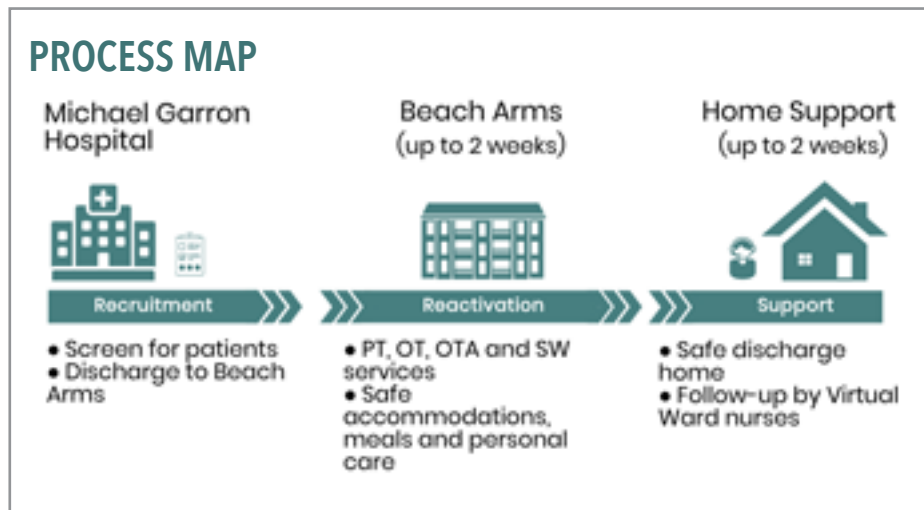 PROCESS MAP
Michael Garron
Hospital
Recruitment
● Screen for patients
● Discharge to Beach
Arms
Beach Arms
(up to 2 weeks)
Reactivation
● PT, OT, OTA and SW
services
● Safe
accommodations,
meals and personal
care
Home Support
(up to 2 weeks)
Support
● Safe discharge
home
● Follow-up by Virtual
Ward nurses